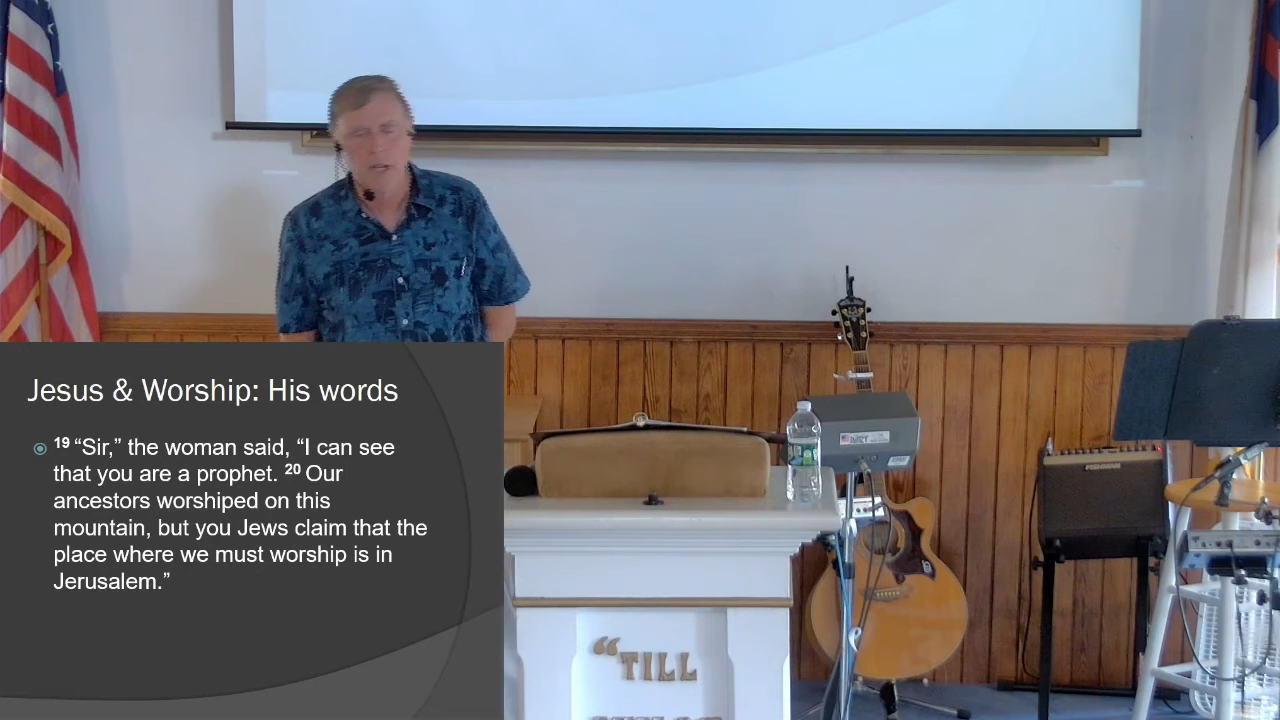 Jesus & Worship: His words
19 “Sir,” the woman said, “I can see
that you are a prophet. 20 Our
ancestors worshiped on this
mountain, but you Jews claim that the
place where we must worship is in
Jerusalem.”
FISHMAN
“TILL